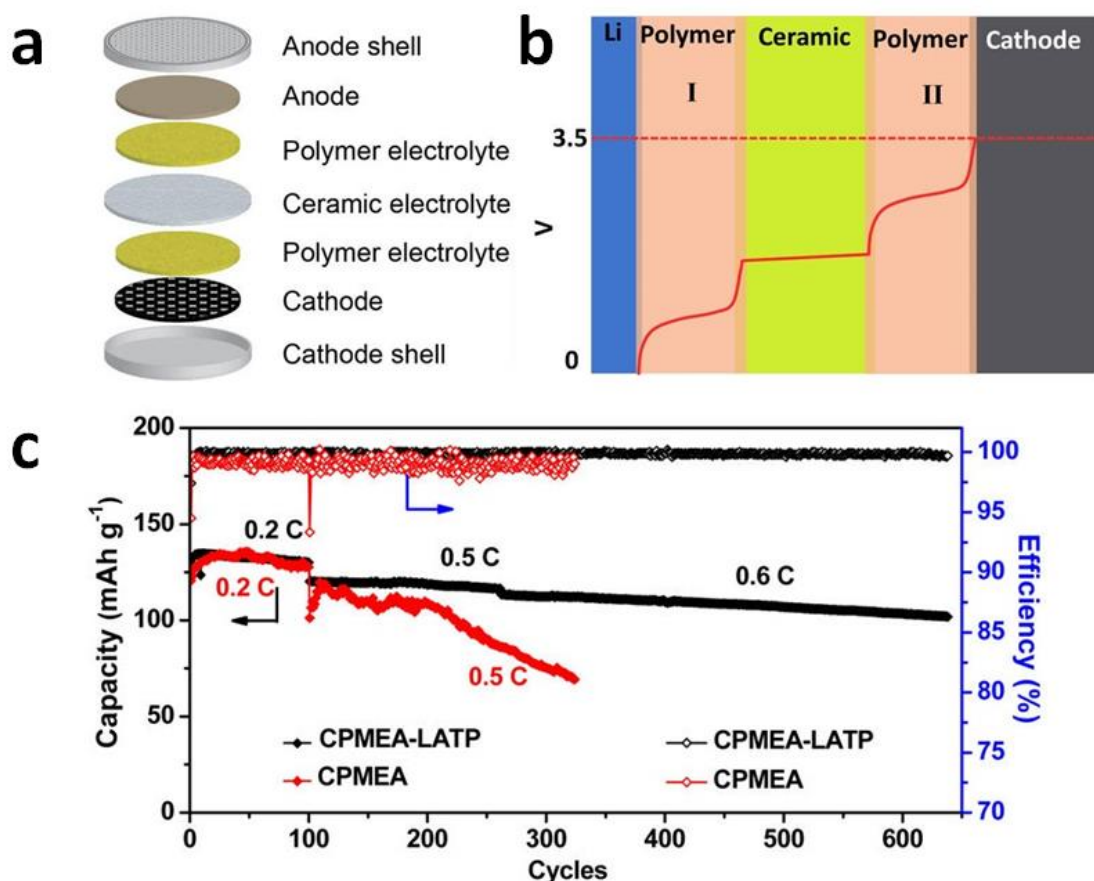 a
Anode shell
Anode
Polymer electrolyte
Ceramic electrolyte
Polymer electrolyte
Cathode
Cathode shell
b
Li Polymer Ceramic Polymer Cathode
I II
3.5
V
0
c
200
150
100
50
0
Capacity (mAh g⁻¹)
0.2 C
0.2 C
0.5 C
0.5 C
0.6 C
CPMEA-LATP
CPMEA
CPMEA-LATP
CPMEA
100
95
90
85
80
75
70
Efficiency (%)
0 100 200 300 400 500 600
Cycles